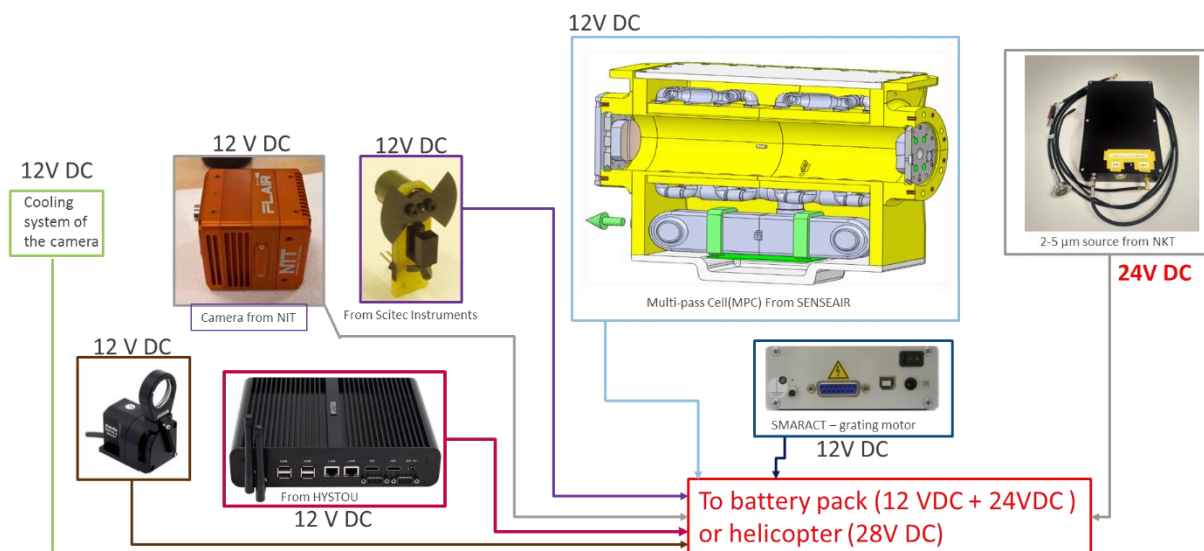 12V DC
12 V DC
12V DC
12V DC
Cooling
system of
the camera
FLAIR
NIT
Camera from NIT
From Scitec Instruments
Multi-pass Cell(MPC) From SENSEAIR
2-5 µm source from NKT
24V DC
12 V DC
From HYSTOU
12 V DC
SMARACT – grating motor
12V DC
To battery pack (12 VDC + 24VDC )
or helicopter (28V DC)